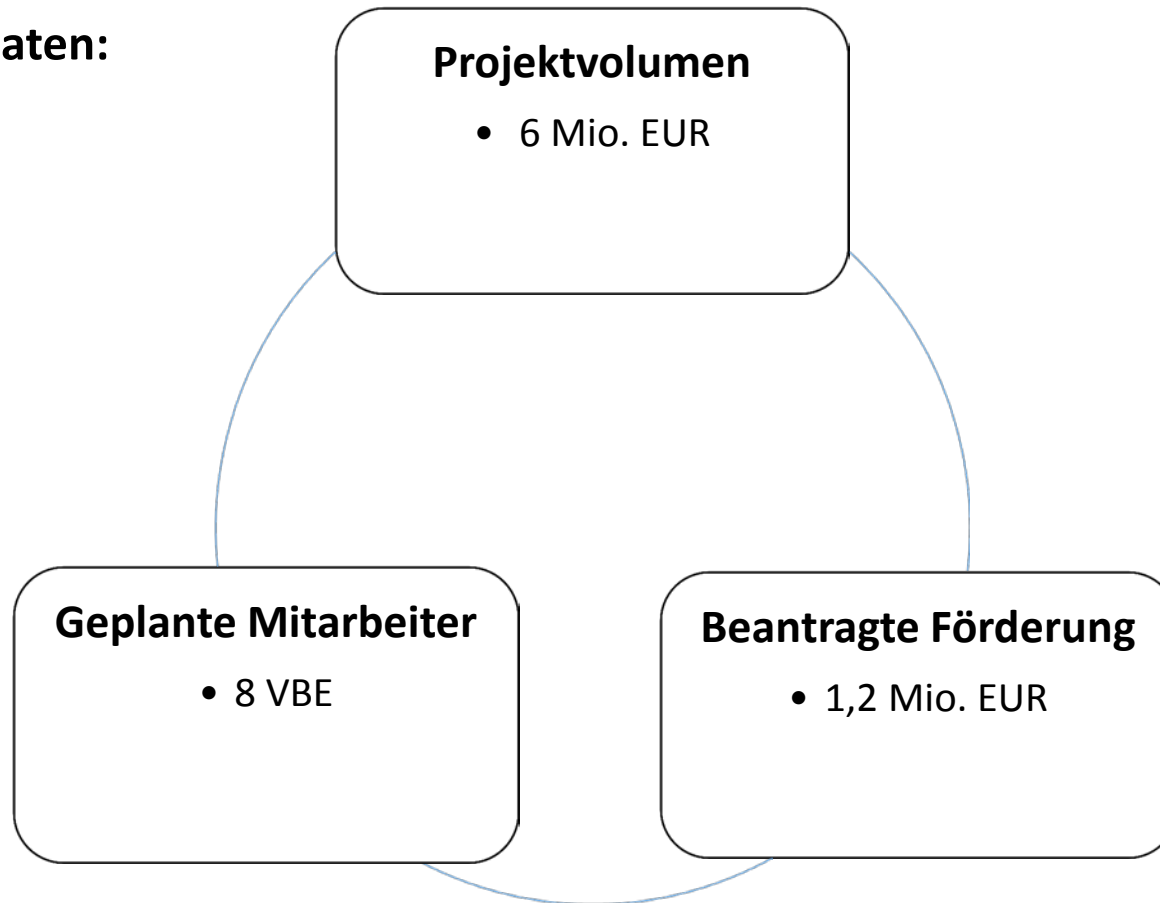 aten:
Projektvolumen
• 6 Mio. EUR
Geplante Mitarbeiter
• 8 VBE
Beantragte Förderung
• 1,2 Mio. EUR